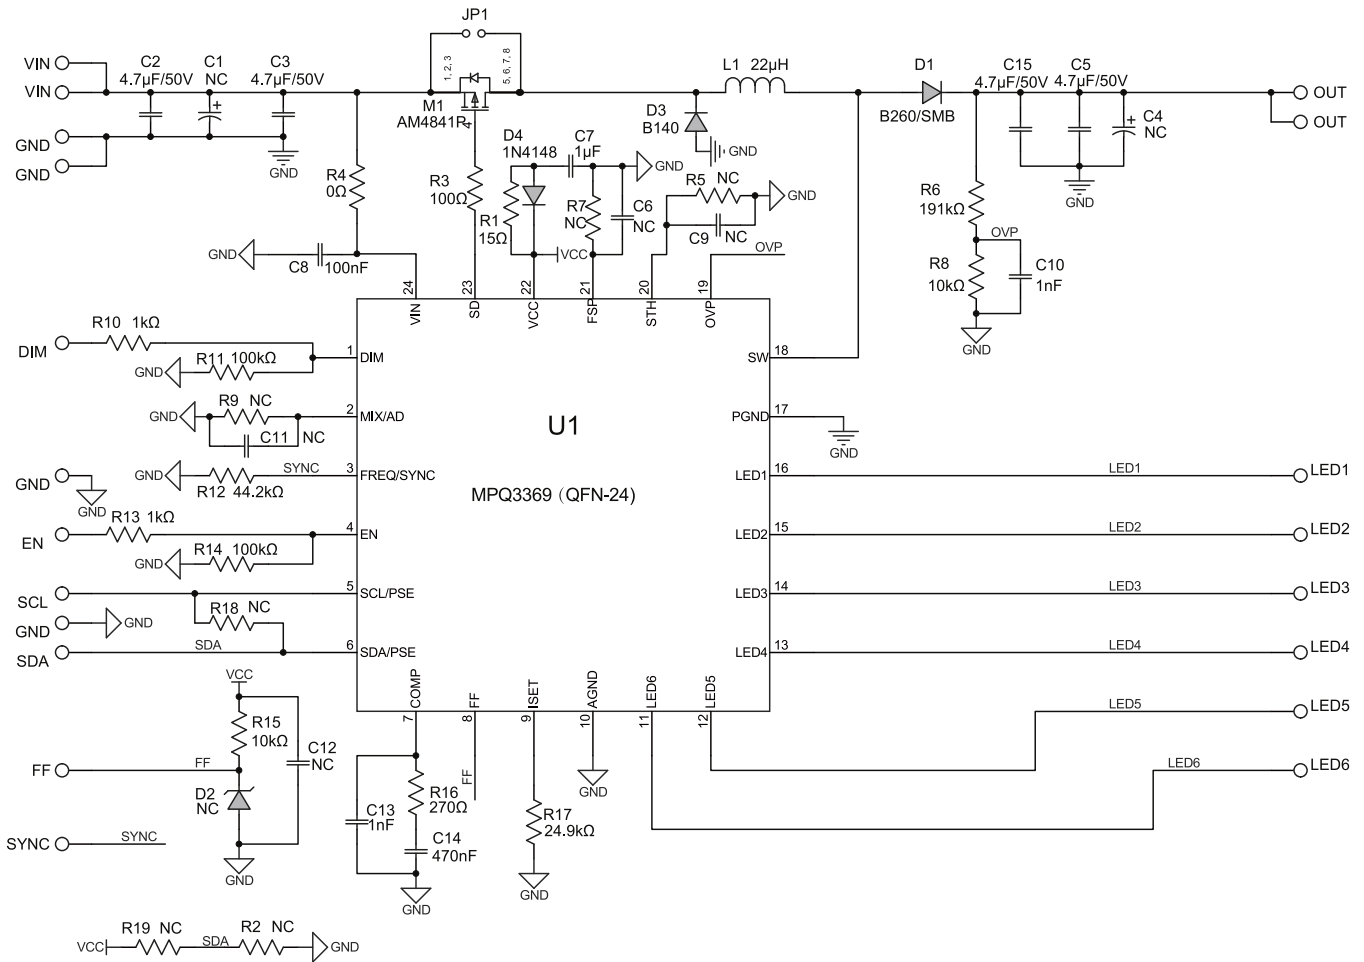 JP1
VIN
VIN
GND
GND
C2
4.7µF/50V
C1
NC
C3
4.7µF/50V
GND
1, 2, 3
5, 6, 7, 8
M1
AM4841P
4
L1 22µH
D1
B260/SMB
D3
B140
GND
C15
4.7µF/50V
C5
4.7µF/50V
C4
NC
GND
OUT
OUT
R4
0Ω
R3
100Ω
D4
1N4148
C7
1µF
GND
R1
15Ω
R7
NC
C6
NC
VCC
R5 NC
GND
C9 NC
OVP
R6
191kΩ
OVP
R8
10kΩ
C10
1nF
GND
GND
C8 100nF
24
23
22
21
20
19
VIN
SD
VCC
FSP
STH
OVP
DIM
R10 1kΩ
1
DIM
GND
R11 100kΩ
SW
18
GND
R9 NC
2
MIX/AD
C11 NC
PGND
17
GND
U1
MPQ3369 (QFN-24)
GND
GND
GND
SYNC
R12 44.2kΩ
3
FREQ/SYNC
LED1
16
LED1
LED1
EN
R13 1kΩ
4
EN
GND
R14 100kΩ
LED2
15
LED2
LED2
SCL
5
SCL/PSE
R18 NC
GND
GND
LED3
14
LED3
LED3
SDA
SDA
6
SDA/PSE
LED4
13
LED4
LED4
COMP
FF
ISET
AGND
LED6
LED5
7
8
9
10
11
12
LED5
LED5
LED6
LED6
VCC
R15
10kΩ
C12
NC
FF
FF
D2
NC
GND
SYNC
SYNC
FF
R16
270Ω
C13
1nF
C14
470nF
GND
R17
24.9kΩ
GND
GND
VCC
R19 NC
SDA
R2 NC
GND